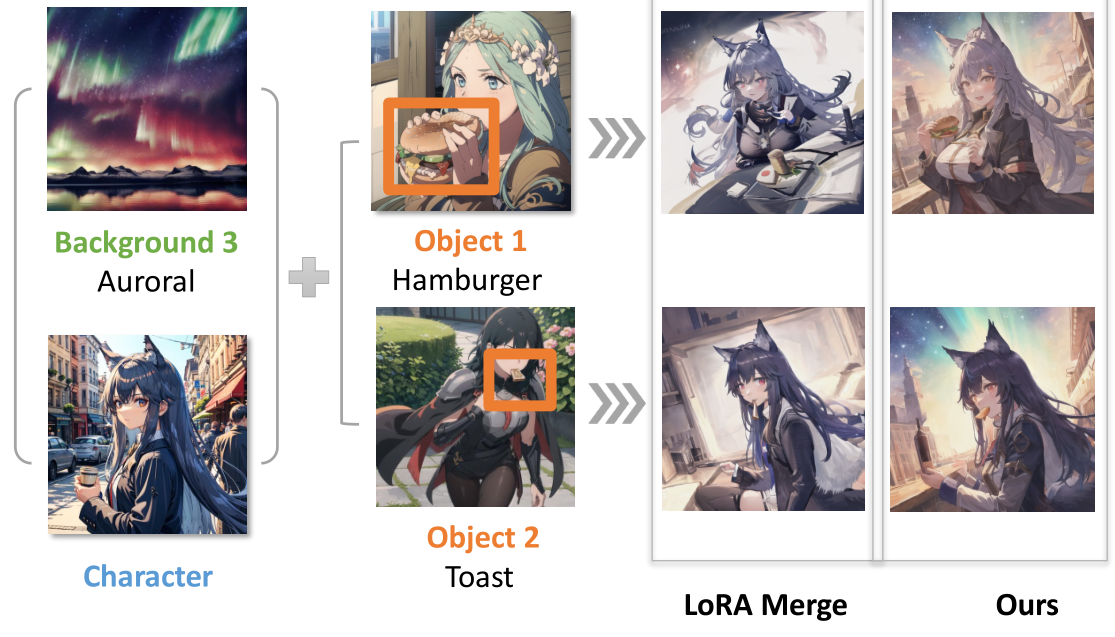 Background 3
Auroral
Character
Object 1
Hamburger
Object 2
Toast
LoRA Merge
Ours